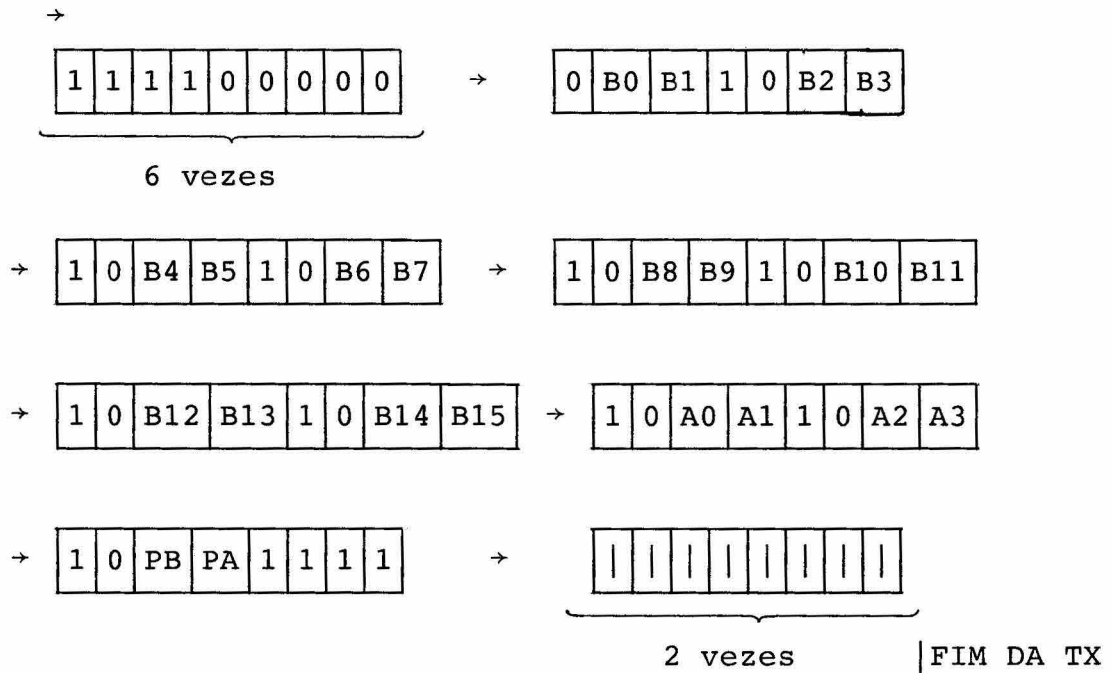 →
1 1 1 1 0 0 0 0 0 → 0 B0 B1 1 0 B2 B3
6 vezes
→ 1 0 B4 B5 1 0 B6 B7 → 1 0 B8 B9 1 0 B10 B11
→ 1 0 B12 B13 1 0 B14 B15 → 1 0 A0 A1 1 0 A2 A3
→ 1 0 PB PA 1 1 1 1 → | | | | | | | |
2 vezes |FIM DA TX